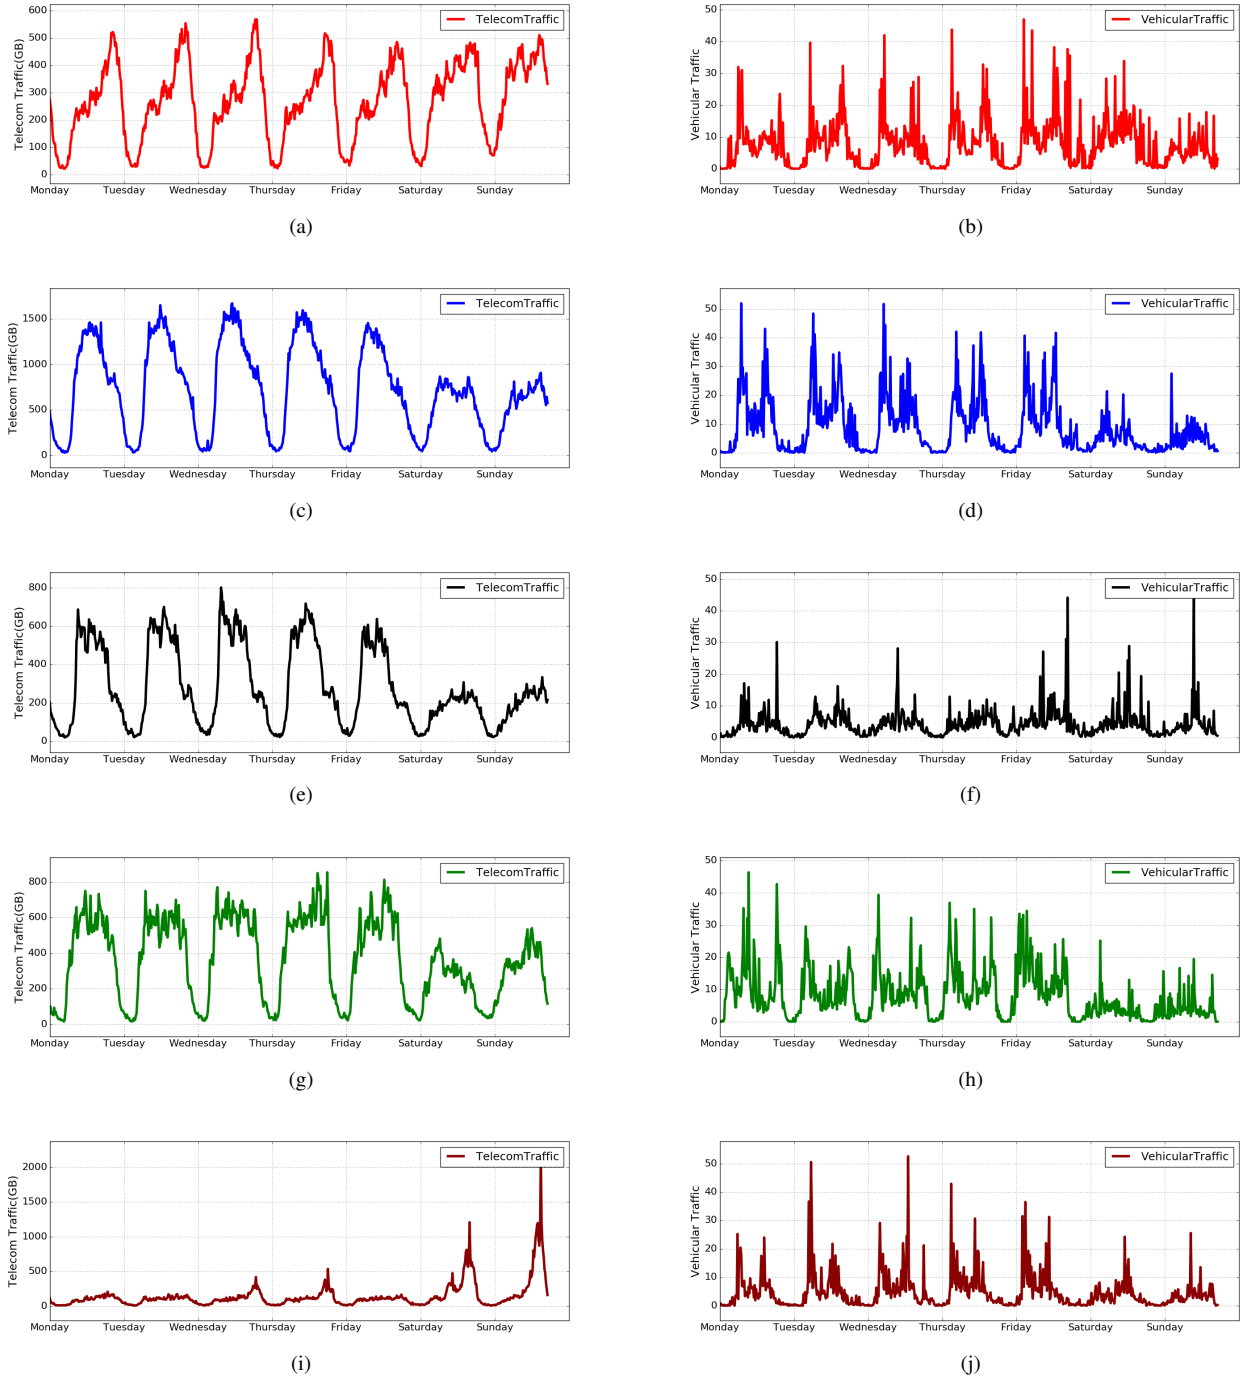 600
500
400
300
200
100
0
Telecom Traffic(GB)
TelecomTraffic
Monday Tuesday Wednesday Thursday Friday Saturday Sunday
(a)
50
40
30
20
10
0
Vehicular Traffic
VehicularTraffic
Monday Tuesday Wednesday Thursday Friday Saturday Sunday
(b)
1500
1000
500
0
Telecom Traffic(GB)
TelecomTraffic
Monday Tuesday Wednesday Thursday Friday Saturday Sunday
(c)
50
40
30
20
10
0
Vehicular Traffic
VehicularTraffic
Monday Tuesday Wednesday Thursday Friday Saturday Sunday
(d)
800
600
400
200
0
Telecom Traffic(GB)
TelecomTraffic
Monday Tuesday Wednesday Thursday Friday Saturday Sunday
(e)
50
40
30
20
10
0
Vehicular Traffic
VehicularTraffic
Monday Tuesday Wednesday Thursday Friday Saturday Sunday
(f)
800
600
400
200
0
Telecom Traffic(GB)
TelecomTraffic
Monday Tuesday Wednesday Thursday Friday Saturday Sunday
(g)
50
40
30
20
10
0
Vehicular Traffic
VehicularTraffic
Monday Tuesday Wednesday Thursday Friday Saturday Sunday
(h)
2000
1500
1000
500
0
Telecom Traffic(GB)
TelecomTraffic
Monday Tuesday Wednesday Thursday Friday Saturday Sunday
(i)
50
40
30
20
10
0
Vehicular Traffic
VehicularTraffic
Monday Tuesday Wednesday Thursday Friday Saturday Sunday
(j)